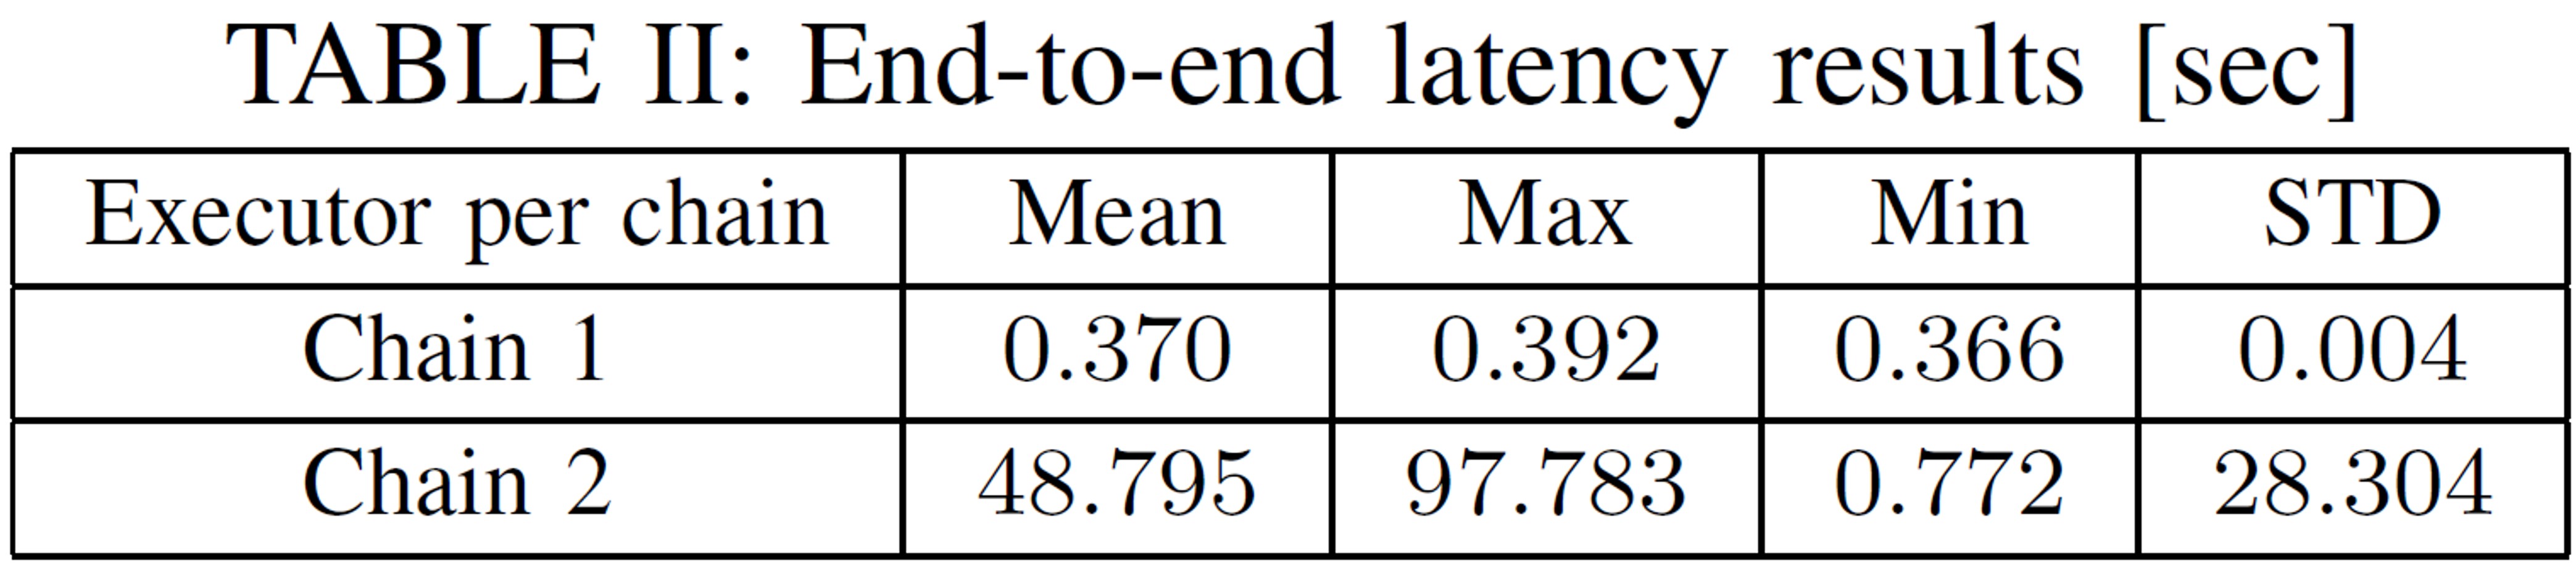 TABLE II: End-to-end latency results [sec]
Executor per chain Mean Max Min STD
Chain 1 0.370 0.392 0.366 0.004
Chain 2 48.795 97.783 0.772 28.304